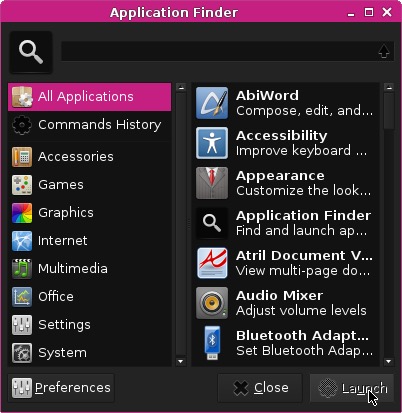 Application Finder
All Applications
Commands History
Accessories
Games
Graphics
Internet
Multimedia
Office
Settings
System
AbiWord
Compose, edit, and...
Accessibility
Improve keyboard ...
Appearance
Customize the look...
Application Finder
Find and launch ap...
Atril Document V...
View multi-page do...
Audio Mixer
Adjust volume levels
Bluetooth Adapt...
Set Bluetooth Adap...
Preferences
Close
Launch